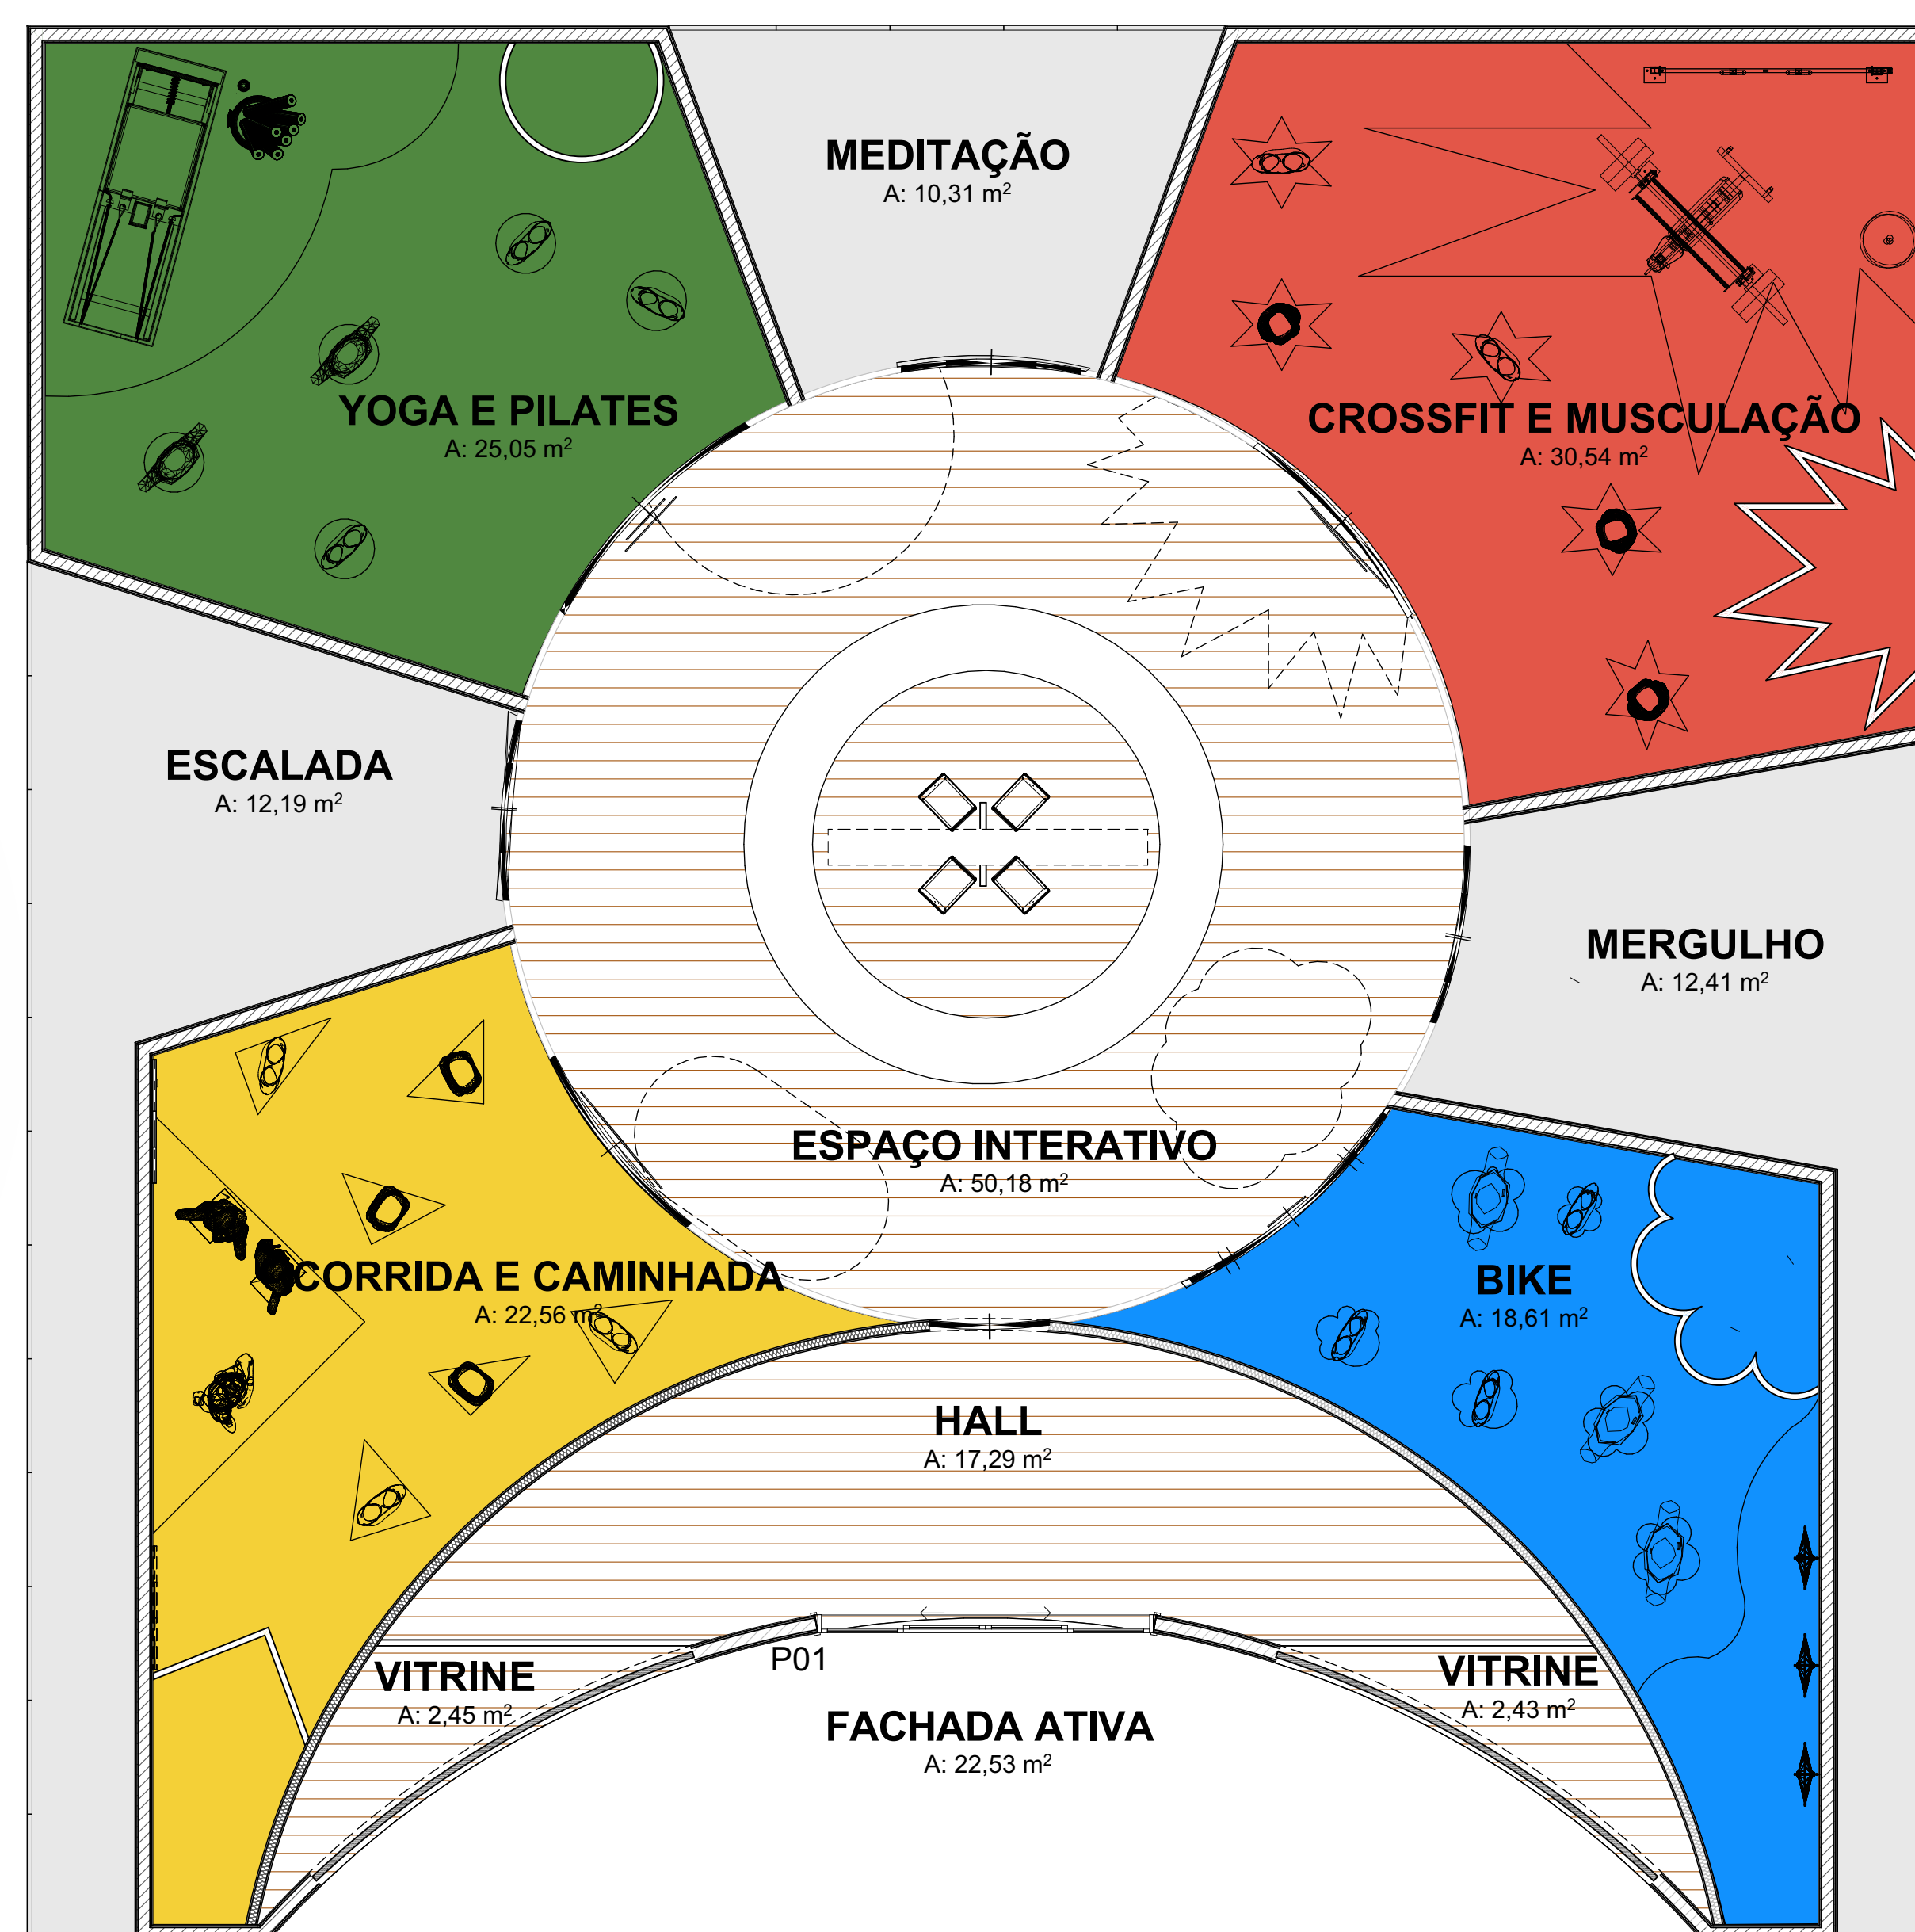 MEDITAÇÃO
A: 10,31 m²
YOGA E PILATES
A: 25,05 m²
CROSSFIT E MUSCULAÇÃO
A: 30,54 m²
ESCALADA
A: 12,19 m²
MERGULHO
A: 12,41 m²
ESPAÇO INTERATIVO
A: 50,18 m²
CORRIDA E CAMINHADA
A: 22,56 m²
BIKE
A: 18,61 m²
HALL
A: 17,29 m²
P01
VITRINE
A: 2,45 m²
VITRINE
A: 2,43 m²
FACHADA ATIVA
A: 22,53 m²